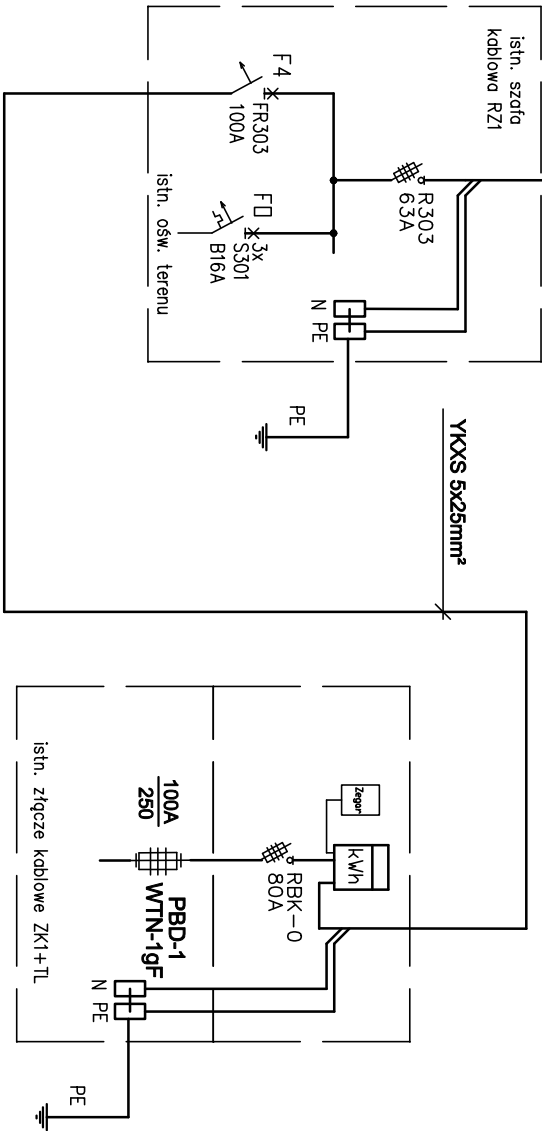 istn. szafa
kablowa RZ1
F4
FR303
100A
R303
63A
F0
3x
S301
B16A
istn. ośw. terenu
N
PE
PE
YKXS 5x25mm²
Zegar
kWh
RBK-0
80A
100A
250
PBD-1
WTN-1gF
N
PE
PE
istn. złącze kablowe ZK1+TL